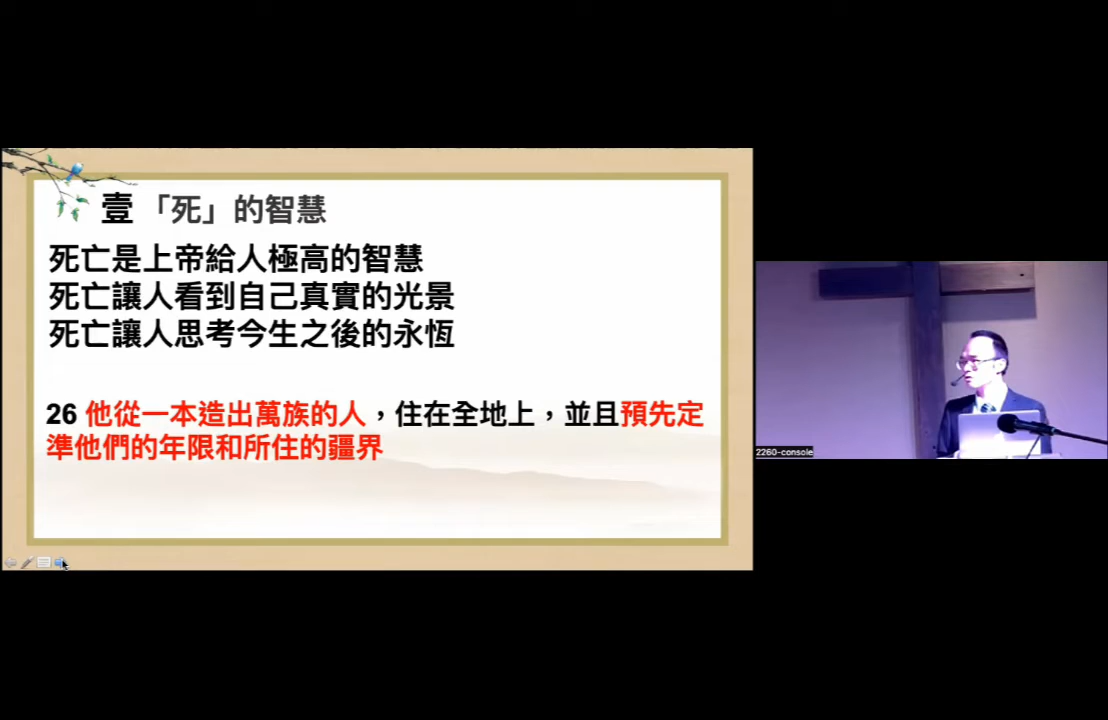 壹「死」的智慧
死亡是上帝給人極高的智慧
死亡讓人看到自己真實的光景
死亡讓人思考今生之後的永恆
26 他從一本造出萬族的人，住在全地上，並且預先定
準他們的年限和所住的疆界
2260-console